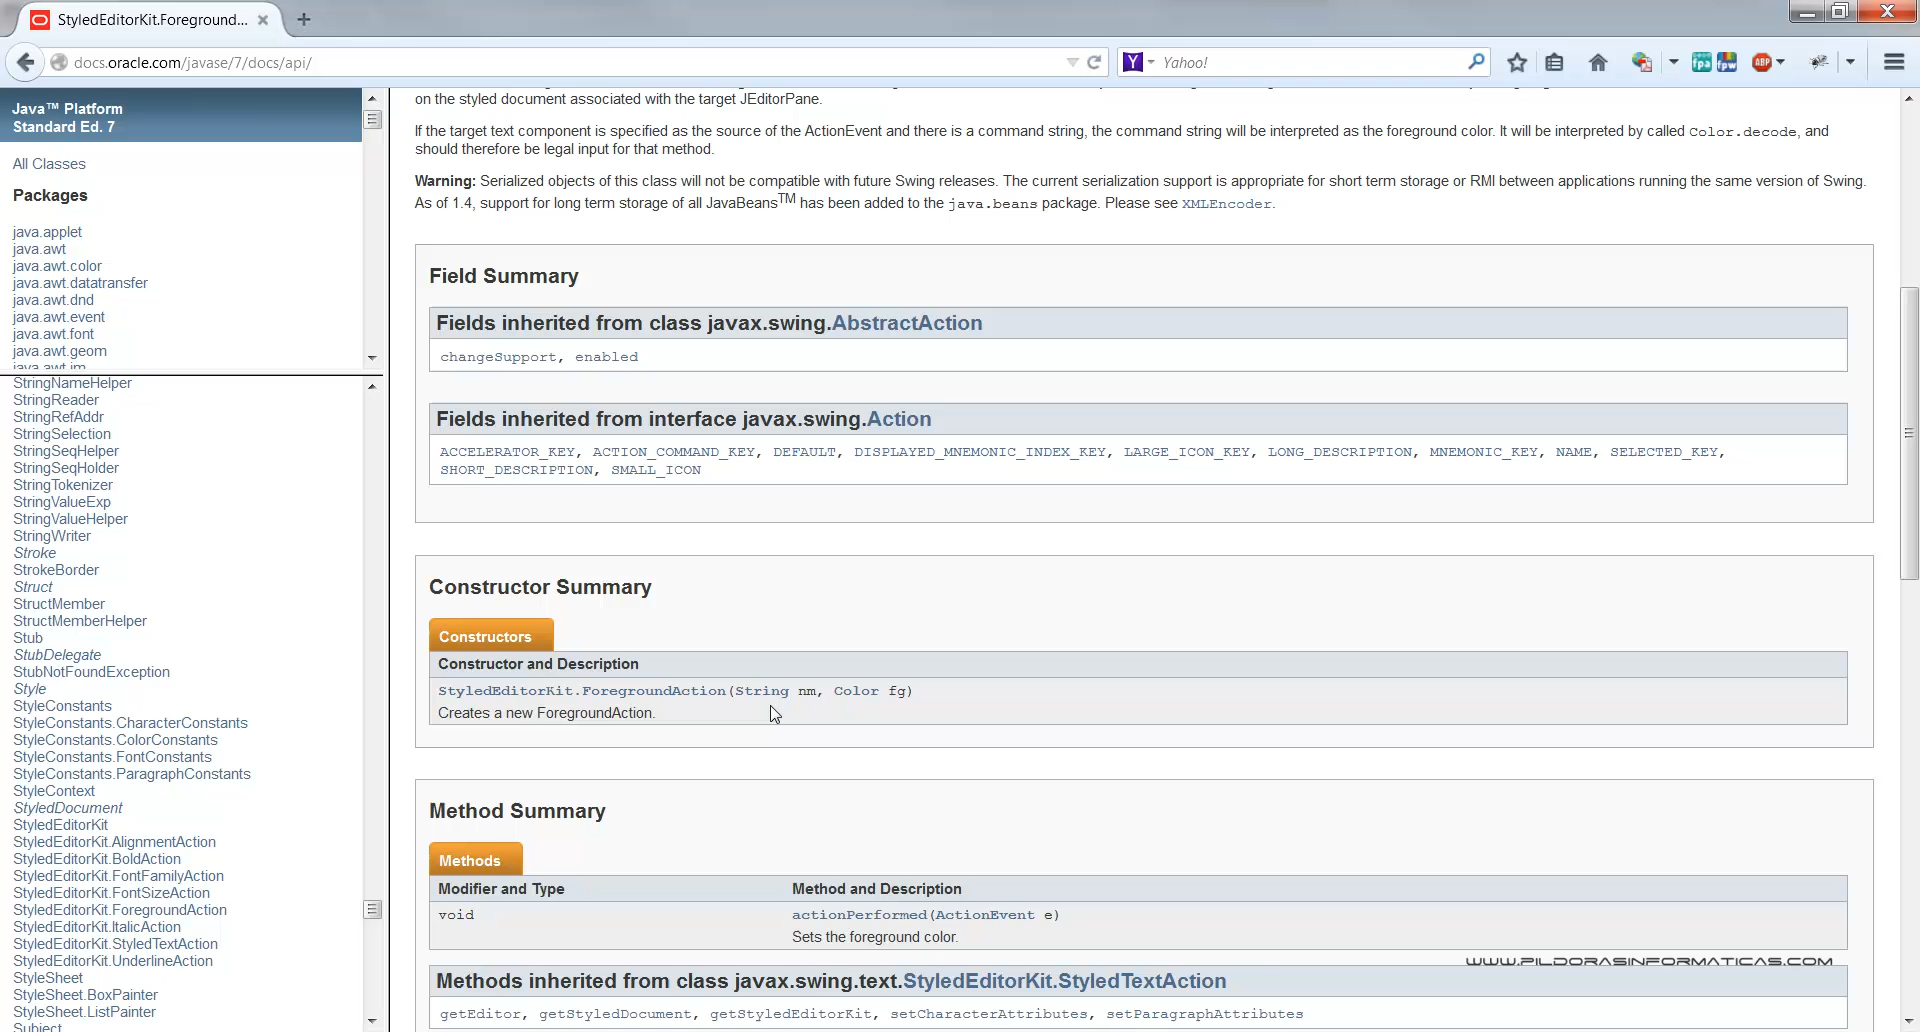 StyledEditorKit.Foreground...
docs.oracle.com/javase/7/docs/api/
Y
Yahoo!
fpa
fpw
ABP
Java™ Platform
Standard Ed. 7
All Classes
Packages
java.applet
java.awt
java.awt.color
java.awt.datatransfer
java.awt.dnd
java.awt.event
java.awt.font
java.awt.geom
java.awt.im
StringNameHelper
StringReader
StringRefAddr
StringSelection
StringSeqHelper
StringSeqHolder
StringTokenizer
StringValueExp
StringValueHelper
StringWriter
Stroke
StrokeBorder
Struct
StructMember
StructMemberHelper
Stub
StubDelegate
StubNotFoundException
Style
StyleConstants
StyleConstants.CharacterConstants
StyleConstants.ColorConstants
StyleConstants.FontConstants
StyleConstants.ParagraphConstants
StyleContext
StyledDocument
StyledEditorKit
StyledEditorKit.AlignmentAction
StyledEditorKit.BoldAction
StyledEditorKit.FontFamilyAction
StyledEditorKit.FontSizeAction
StyledEditorKit.ForegroundAction
StyledEditorKit.ItalicAction
StyledEditorKit.StyledTextAction
StyledEditorKit.UnderlineAction
StyleSheet
StyleSheet.BoxPainter
StyleSheet.ListPainter
Subject
on the styled document associated with the target JEditorPane.
If the target text component is specified as the source of the ActionEvent and there is a command string, the command string will be interpreted as the foreground color. It will be interpreted by called Color.decode, and
should therefore be legal input for that method.
Warning: Serialized objects of this class will not be compatible with future Swing releases. The current serialization support is appropriate for short term storage or RMI between applications running the same version of Swing.
As of 1.4, support for long term storage of all JavaBeansTM has been added to the java.beans package. Please see XMLEncoder.
Field Summary
Fields inherited from class javax.swing.AbstractAction
changeSupport, enabled
Fields inherited from interface javax.swing.Action
ACCELERATOR_KEY, ACTION_COMMAND_KEY, DEFAULT, DISPLAYED_MNEMONIC_INDEX_KEY, LARGE_ICON_KEY, LONG_DESCRIPTION, MNEMONIC_KEY, NAME, SELECTED_KEY,
SHORT_DESCRIPTION, SMALL_ICON
Constructor Summary
Constructors
Constructor and Description
StyledEditorKit.ForegroundAction(String nm, Color fg)
Creates a new ForegroundAction.
Method Summary
Methods
Modifier and Type Method and Description
void actionPerformed(ActionEvent e)
Sets the foreground color.
WWW.PILDORASINFORMATICAS.COM
Methods inherited from class javax.swing.text.StyledEditorKit.StyledTextAction
getEditor, getStyledDocument, getStyledEditorKit, setCharacterAttributes, setParagraphAttributes